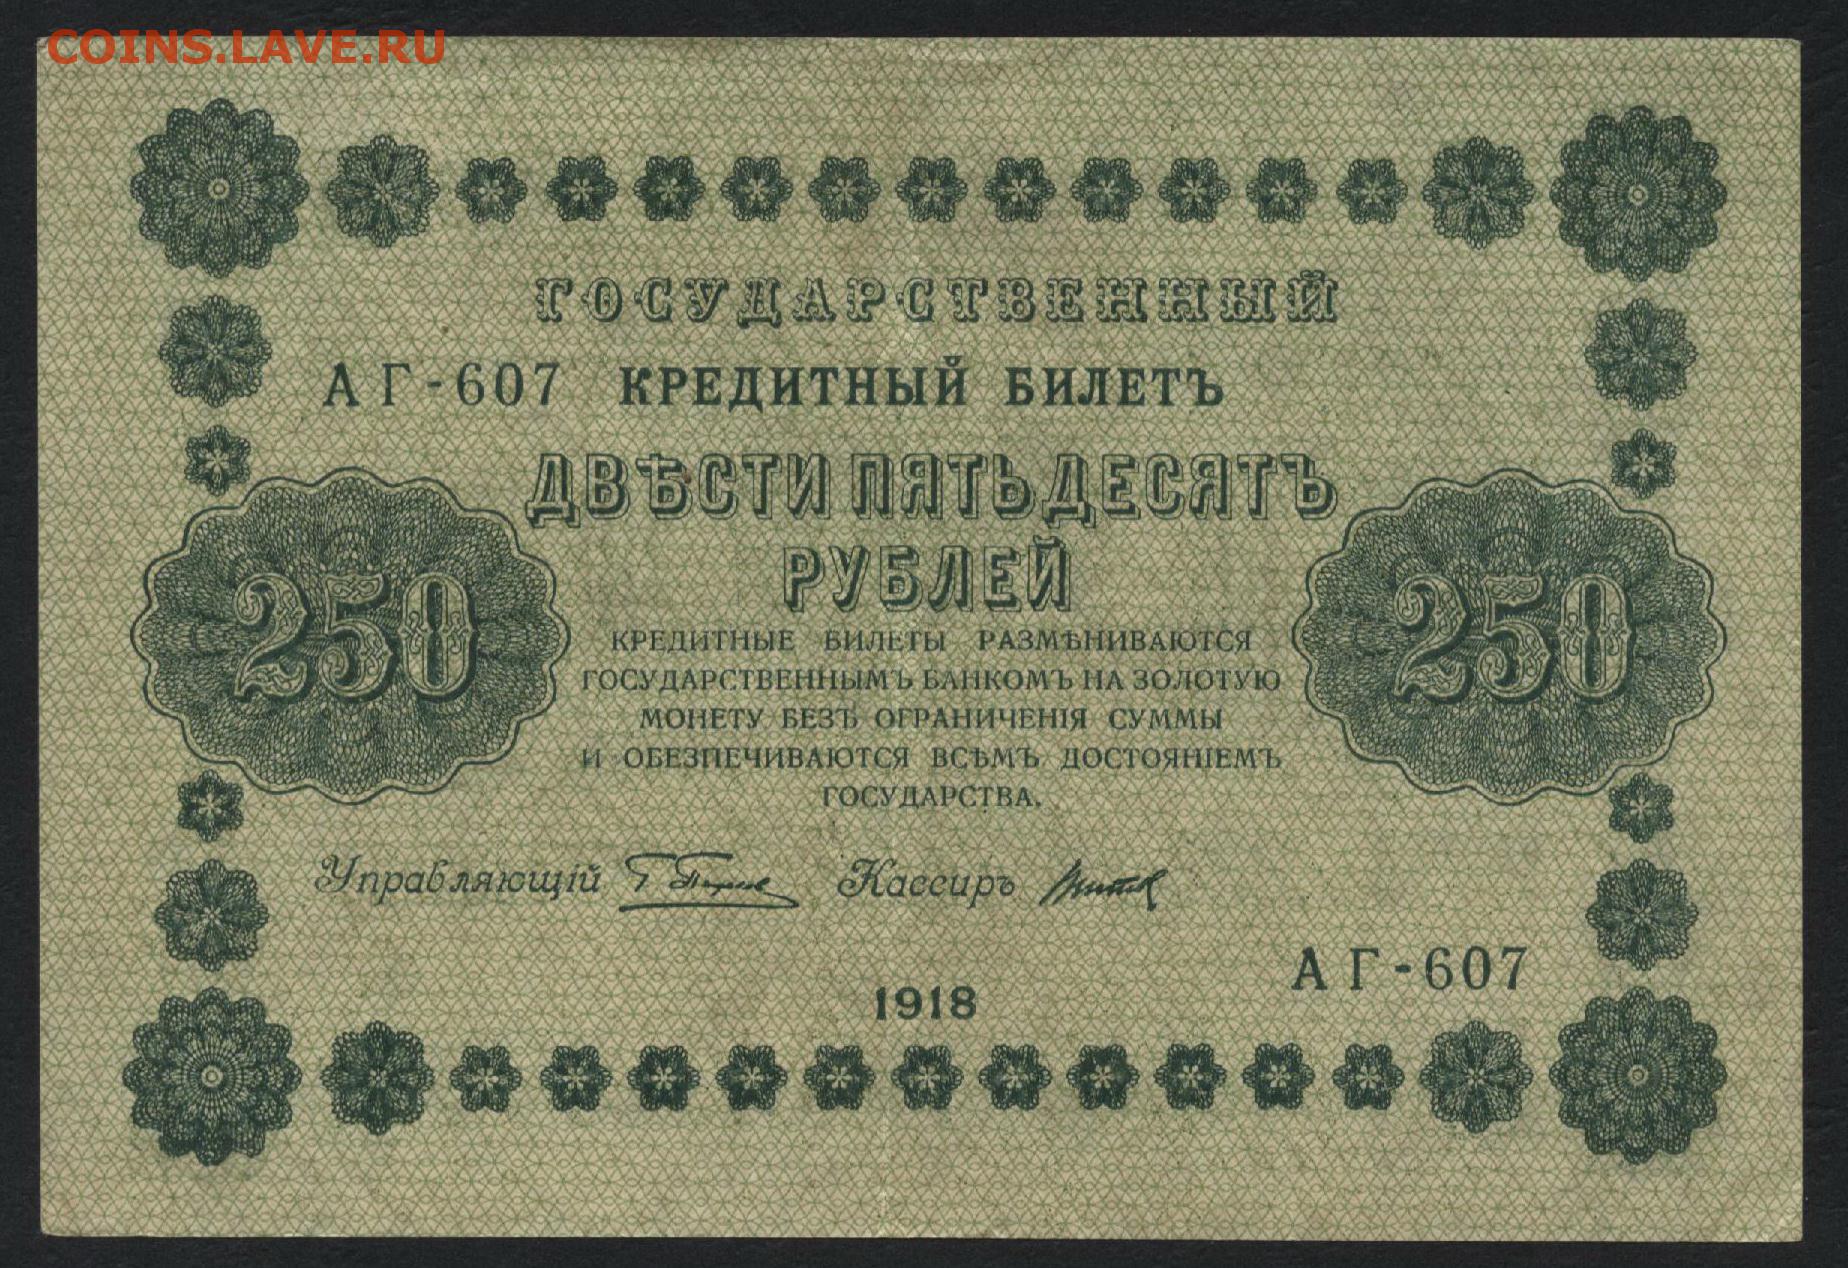 COINS.LAVE.RU
ГОСУДАРСТВЕННЫЙ
АГ-607 КРЕДИТНЫЙ БИЛЕТЪ
ДВѢСТИ ПЯТЬДЕСЯТЪ
РУБЛЕЙ
250
250
КРЕДИТНЫЕ БИЛЕТЫ РАЗМѢНИВАЮТСЯ
ГОСУДАРСТВЕННЫМЪ БАНКОМЪ НА ЗОЛОТУЮ
МОНЕТУ БЕЗЪ ОГРАНИЧЕНІЯ СУММЫ
И ОБЕЗПЕЧИВАЮТСЯ ВСѢМЪ ДОСТОЯНІЕМЪ
ГОСУДАРСТВА.
Управляющій Кассиръ
АГ-607
1918